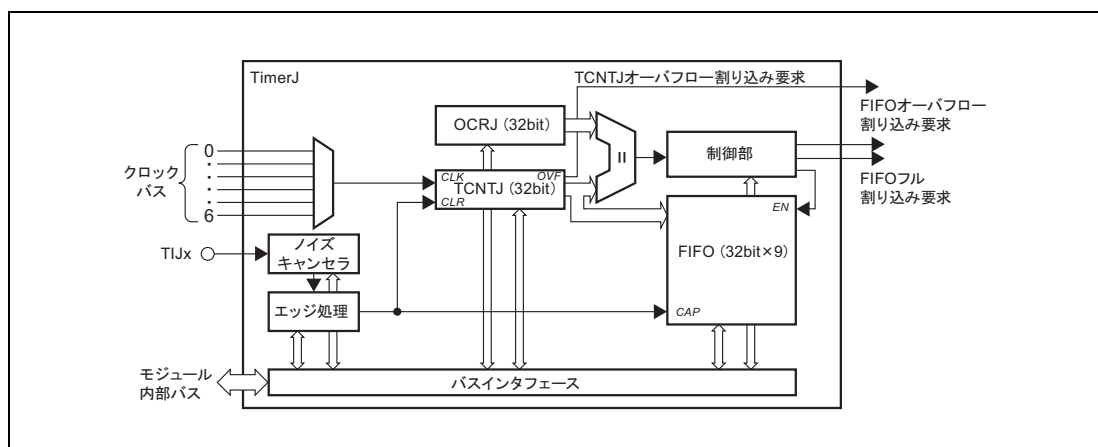 TimerJ
TCNTJオーバフロー割り込み要求
FIFOオーバフロー
割り込み要求
OCRJ (32bit)
=
制御部
FIFOフル
割り込み要求
クロック
バス
0
6
CLK
OVF
TCNTJ (32bit)
CLR
EN
FIFO (32bit×9)
TIJx
ノイズ
キャンセラ
エッジ処理
CAP
モジュール
内部バス
バスインタフェース